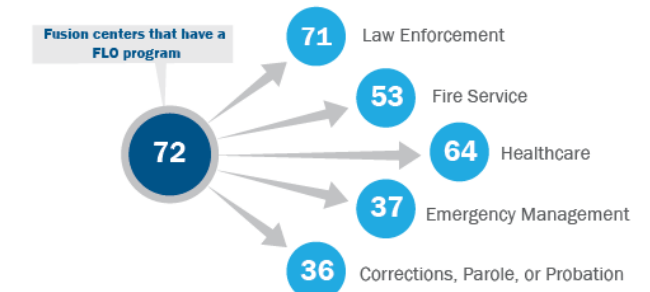 Fusion centers that have a
FLO program
72
71 Law Enforcement
53 Fire Service
64 Healthcare
37 Emergency Management
36 Corrections, Parole, or Probation